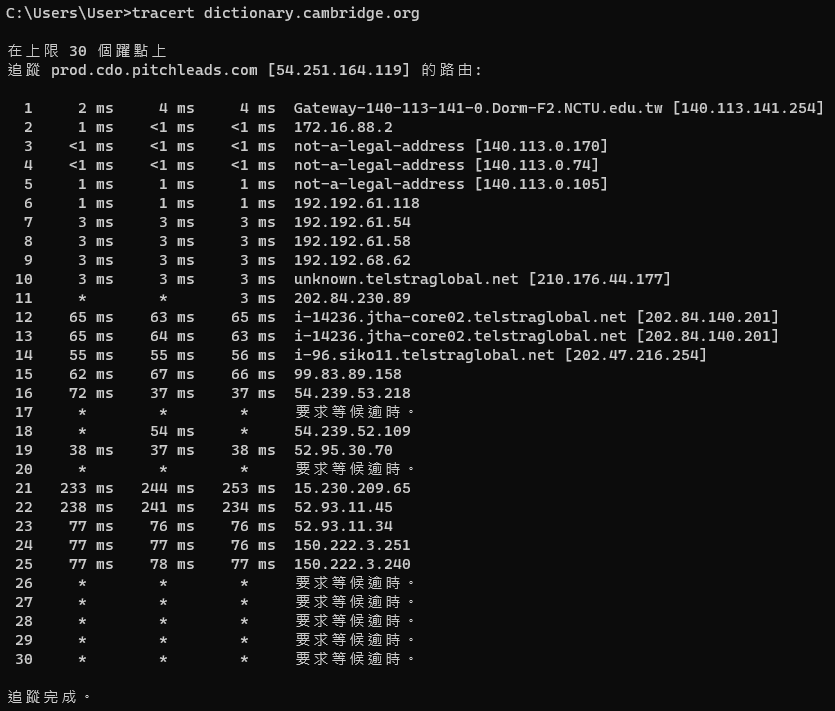 C:\Users\User>tracert dictionary.cambridge.org
在上限 30 個躍點上
追蹤 prod.cdo.pitchleads.com [54.251.164.119] 的路由:
1 2 ms 4 ms 4 ms Gateway-140-113-141-0.Dorm-F2.NCTU.edu.tw [140.113.141.254]
2 1 ms <1 ms <1 ms 172.16.88.2
3 <1 ms <1 ms <1 ms not-a-legal-address [140.113.0.170]
4 <1 ms <1 ms <1 ms not-a-legal-address [140.113.0.74]
5 1 ms 1 ms 1 ms not-a-legal-address [140.113.0.105]
6 1 ms 1 ms 1 ms 192.192.61.118
7 3 ms 3 ms 3 ms 192.192.61.54
8 3 ms 3 ms 3 ms 192.192.61.58
9 3 ms 3 ms 3 ms 192.192.68.62
10 3 ms 3 ms 3 ms unknown.telstraglobal.net [210.176.44.177]
11 * * 3 ms 202.84.230.89
12 65 ms 63 ms 65 ms i-14236.jtha-core02.telstraglobal.net [202.84.140.201]
13 65 ms 64 ms 63 ms i-14236.jtha-core02.telstraglobal.net [202.84.140.201]
14 55 ms 55 ms 56 ms i-96.siko11.telstraglobal.net [202.47.216.254]
15 62 ms 67 ms 66 ms 99.83.89.158
16 72 ms 37 ms 37 ms 54.239.53.218
17 * * * 要求等候逾時。
18 * 54 ms * 54.239.52.109
19 38 ms 37 ms 38 ms 52.95.30.70
20 * * * 要求等候逾時。
21 233 ms 244 ms 253 ms 15.230.209.65
22 238 ms 241 ms 234 ms 52.93.11.45
23 77 ms 76 ms 76 ms 52.93.11.34
24 77 ms 77 ms 76 ms 150.222.3.251
25 77 ms 78 ms 77 ms 150.222.3.240
26 * * * 要求等候逾時。
27 * * * 要求等候逾時。
28 * * * 要求等候逾時。
29 * * * 要求等候逾時。
30 * * * 要求等候逾時。
追蹤完成。